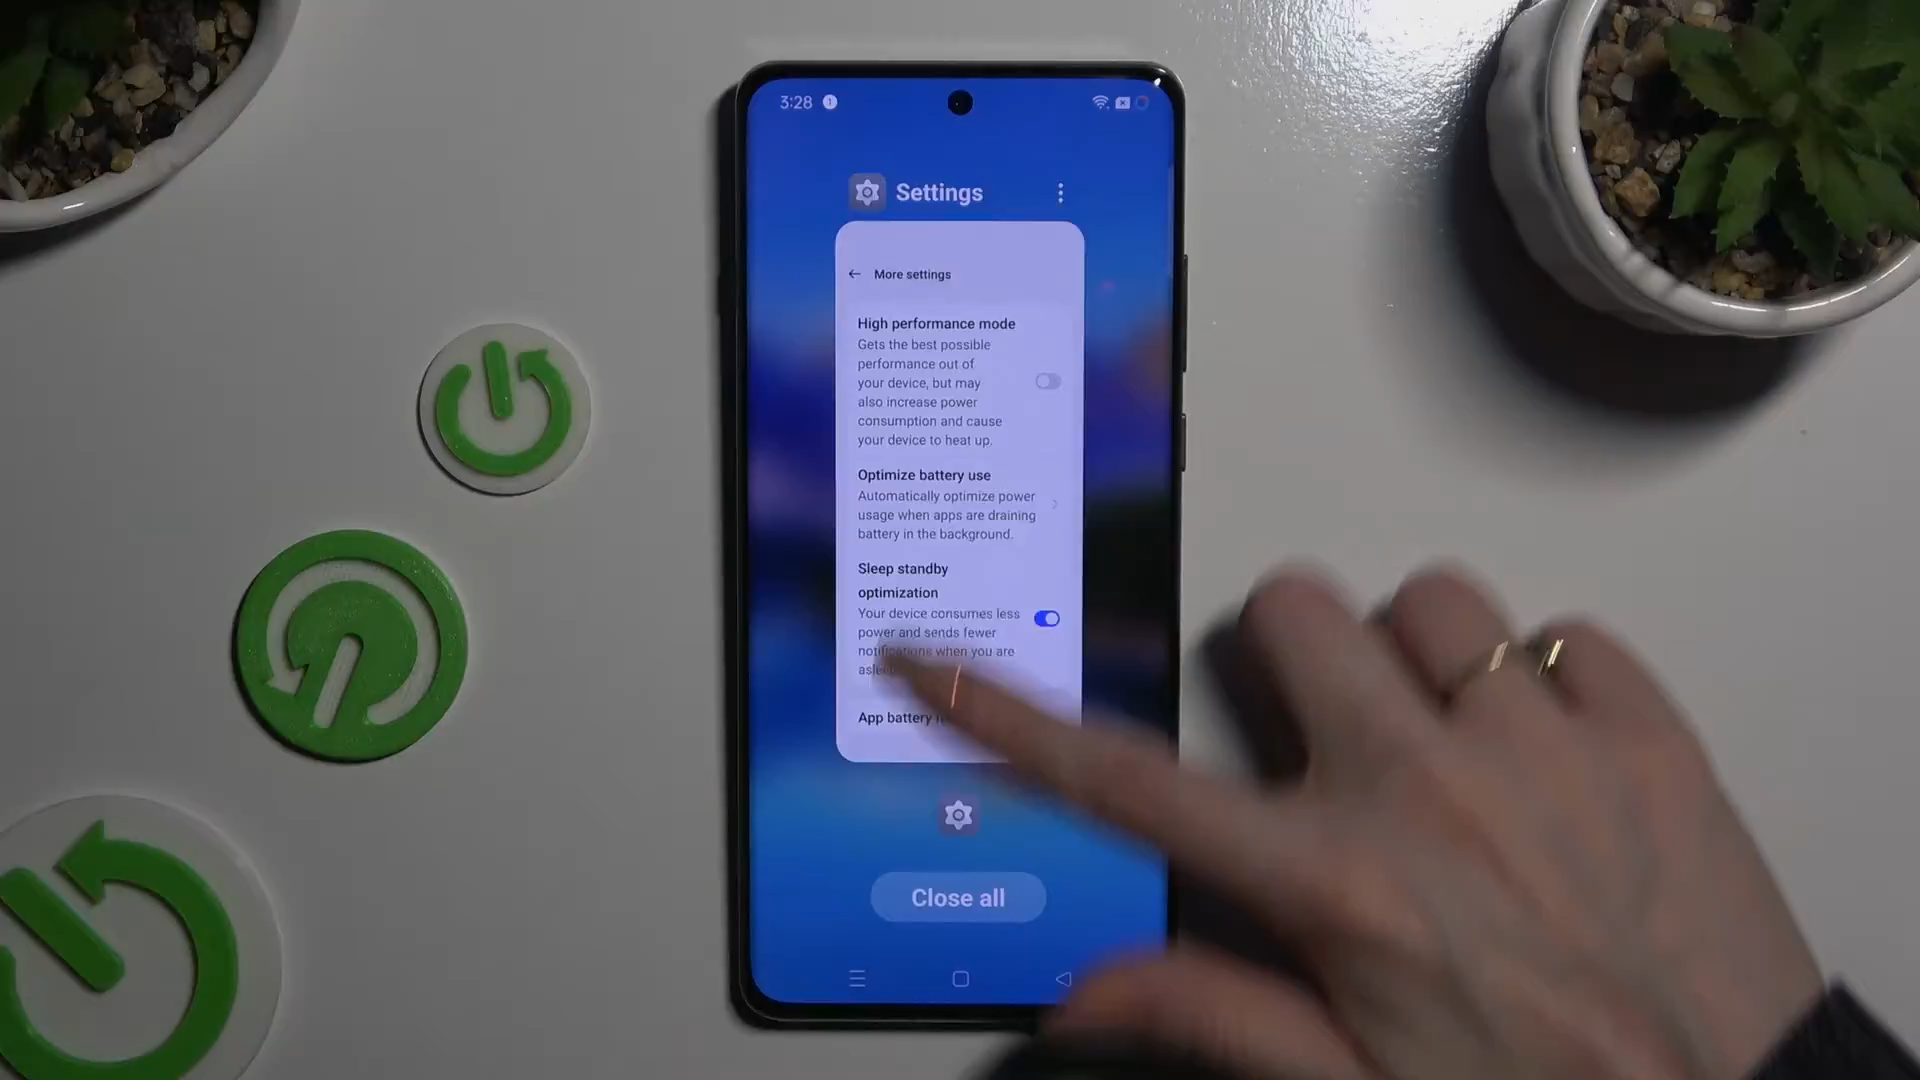 3:28 1
Settings
More settings
High performance mode
Gets the best possible
performance out of
your device, but may
also increase power
consumption and cause
your device to heat up.
Optimize battery use
Automatically optimize power
usage when apps are draining
battery in the background.
Sleep standby
optimization
Your device consumes less
power and sends fewer
notifications when you are
App battery
Close all